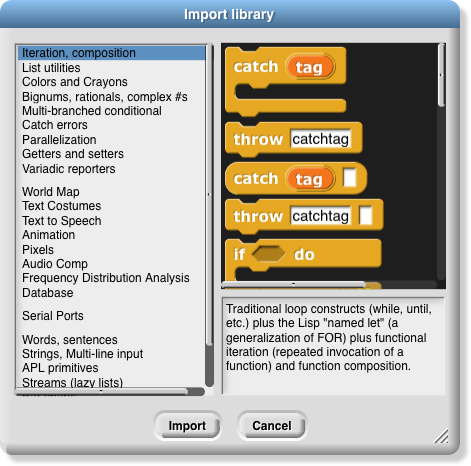 Import library
Iteration, composition
List utilities
Colors and Crayons
Bignums, rationals, complex #s
Multi-branched conditional
Catch errors
Parallelization
Getters and setters
Variadic reporters
World Map
Text Costumes
Text to Speech
Animation
Pixels
Audio Comp
Frequency Distribution Analysis
Database
Serial Ports
Words, sentences
Strings, Multi-line input
APL primitives
Streams (lazy lists)
catch tag
throw catchtag
catch tag
throw catchtag
if do
Traditional loop constructs (while, until,
etc.) plus the Lisp "named let" (a
generalization of FOR) plus functional
iteration (repeated invocation of a
function) and function composition.
Import
Cancel